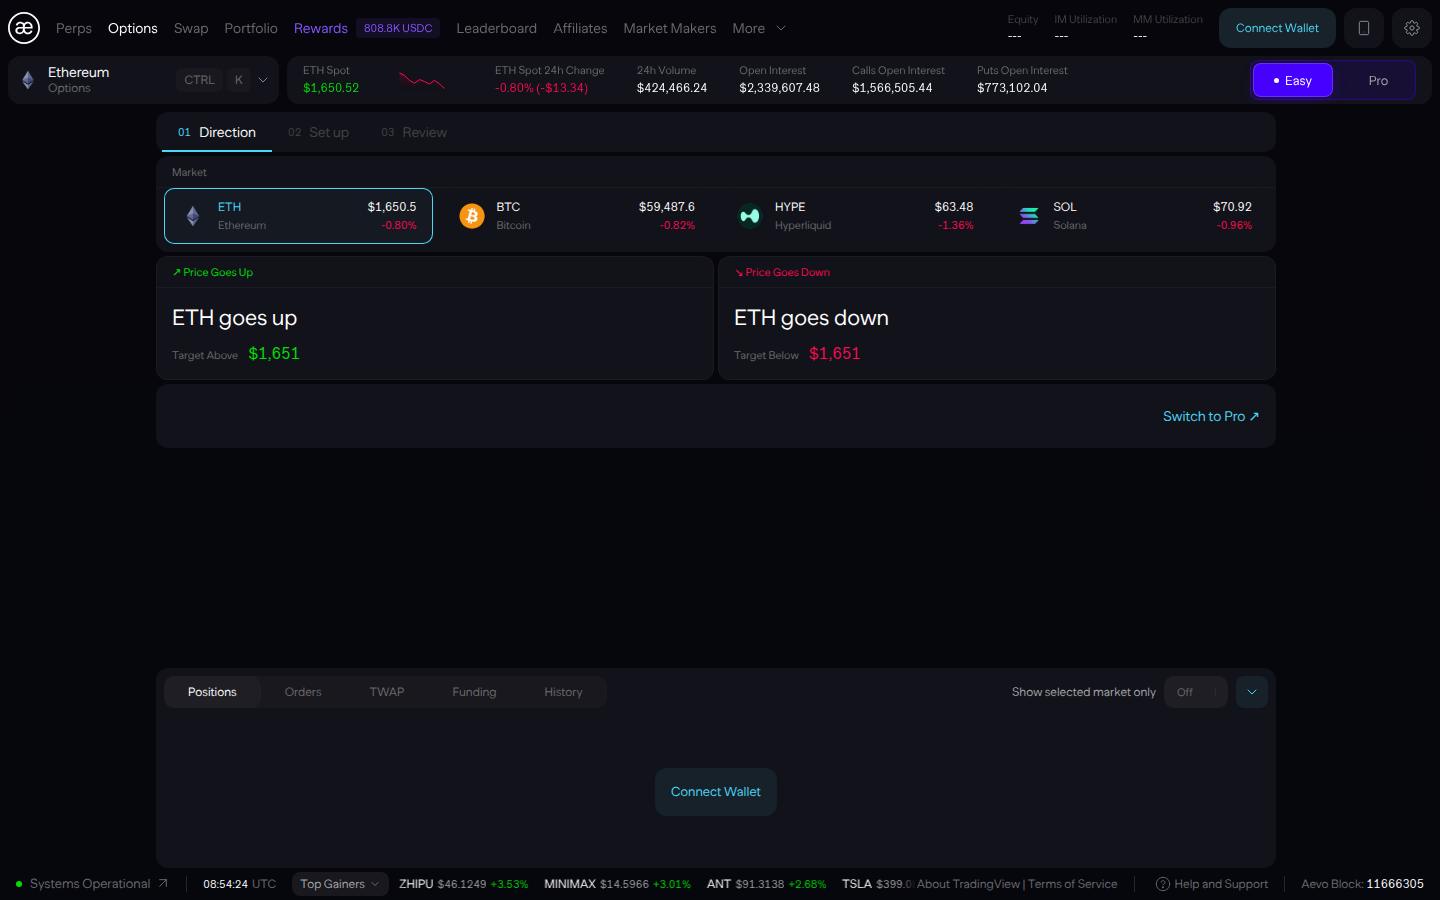 æ Perps Options Swap Portfolio Rewards 808.8K USDC Leaderboard Affiliates Market Makers More Equity IM Utilization MM Utilization Connect Wallet
--- --- ---
Ethereum CTRL K ETH Spot ETH Spot 24h Change 24h Volume Open Interest Calls Open Interest Puts Open Interest Easy Pro
Options $1,650.52 -0.80% (-$13.34) $424,466.24 $2,339,607.48 $1,566,505.44 $773,102.04
01 Direction 02 Set up 03 Review
Market
ETH $1,650.5 BTC $59,487.6 HYPE $63.48 SOL $70.92
Ethereum -0.80% Bitcoin -0.82% Hyperliquid -1.36% Solana -0.96%
↗ Price Goes Up ↘ Price Goes Down
ETH goes up ETH goes down
Target Above $1,651 Target Below $1,651
Switch to Pro ↗
Positions Orders TWAP Funding History Show selected market only Off
Connect Wallet
Systems Operational 08:54:24 UTC Top Gainers ZHIPU $46.1249 +3.53% MINIMAX $14.5966 +3.01% ANT $91.3138 +2.68% TSLA $399.0 About TradingView | Terms of Service Help and Support Aevo Block: 11666305